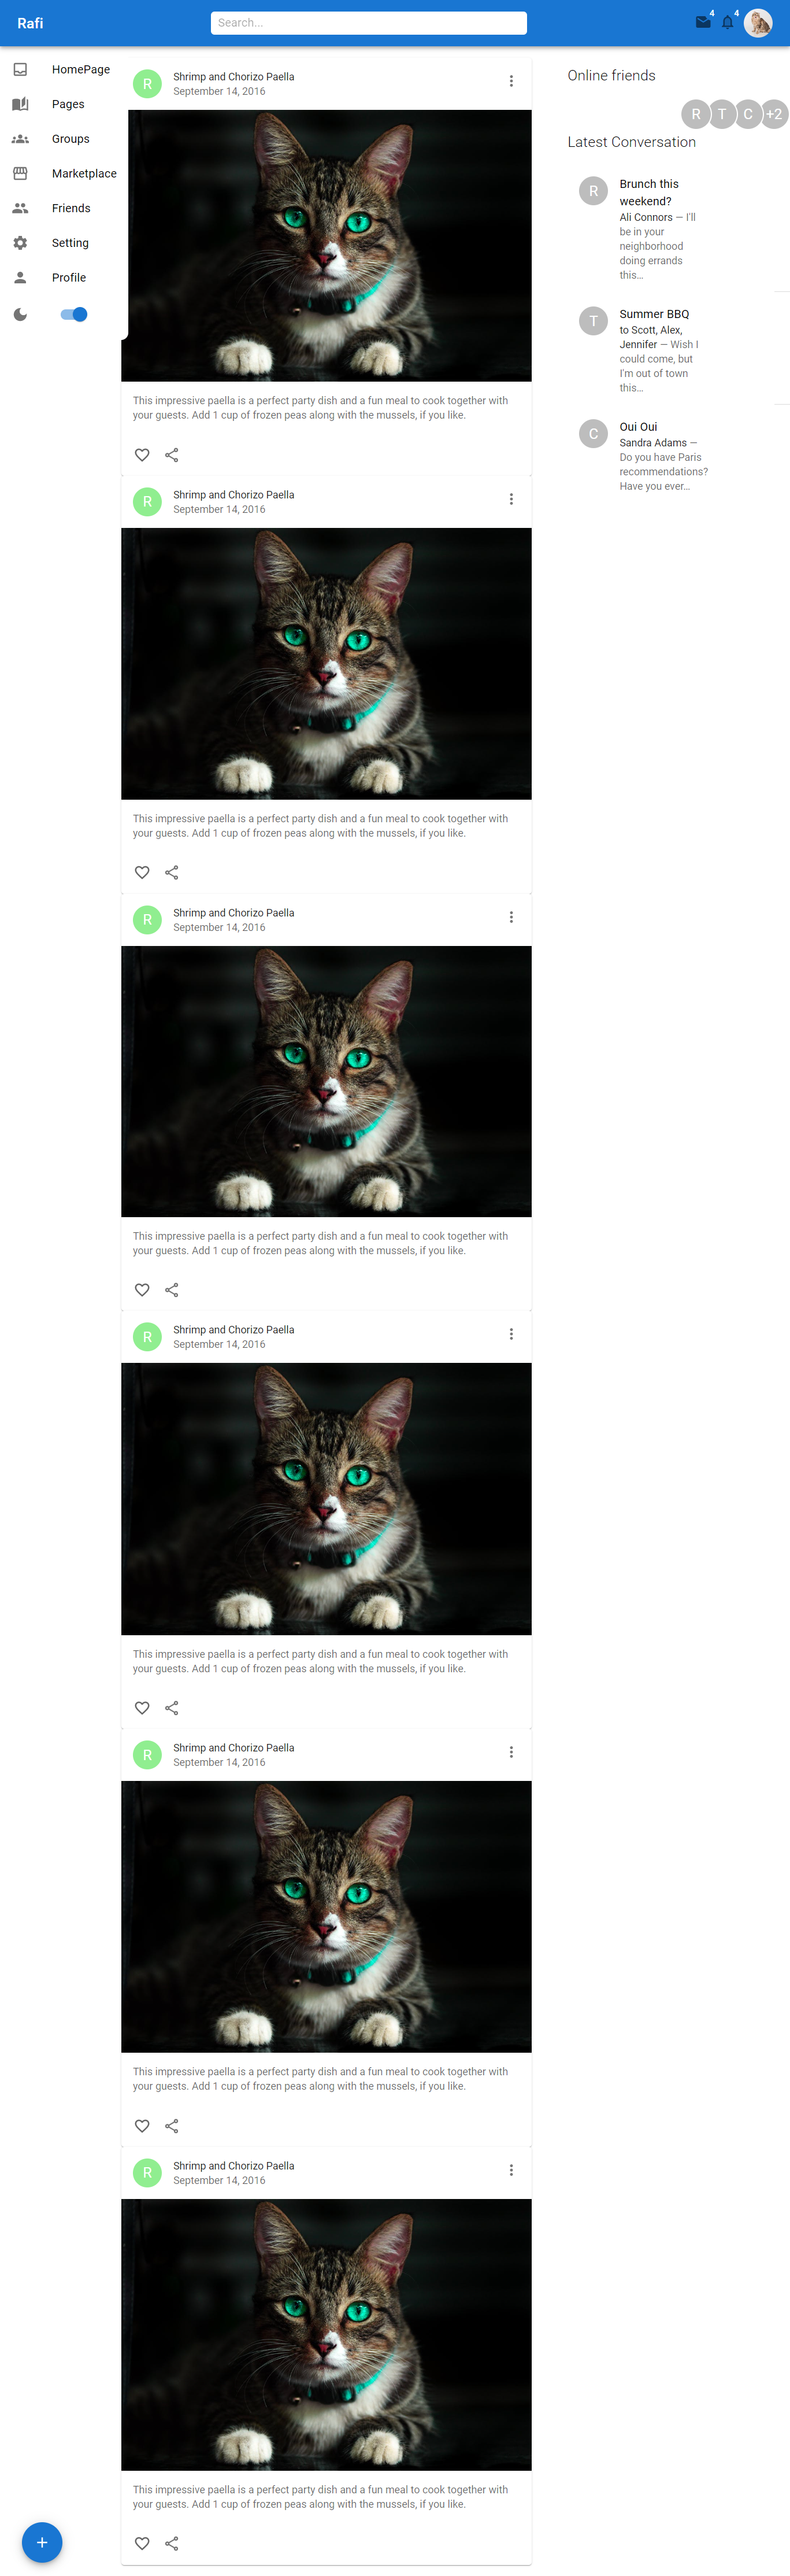 Rafi
Search...
4
4
HomePage
Pages
Groups
Marketplace
Friends
Setting
Profile
R
Shrimp and Chorizo Paella
September 14, 2016
This impressive paella is a perfect party dish and a fun meal to cook together with
your guests. Add 1 cup of frozen peas along with the mussels, if you like.
R
Shrimp and Chorizo Paella
September 14, 2016
This impressive paella is a perfect party dish and a fun meal to cook together with
your guests. Add 1 cup of frozen peas along with the mussels, if you like.
R
Shrimp and Chorizo Paella
September 14, 2016
This impressive paella is a perfect party dish and a fun meal to cook together with
your guests. Add 1 cup of frozen peas along with the mussels, if you like.
R
Shrimp and Chorizo Paella
September 14, 2016
This impressive paella is a perfect party dish and a fun meal to cook together with
your guests. Add 1 cup of frozen peas along with the mussels, if you like.
R
Shrimp and Chorizo Paella
September 14, 2016
This impressive paella is a perfect party dish and a fun meal to cook together with
your guests. Add 1 cup of frozen peas along with the mussels, if you like.
R
Shrimp and Chorizo Paella
September 14, 2016
This impressive paella is a perfect party dish and a fun meal to cook together with
your guests. Add 1 cup of frozen peas along with the mussels, if you like.
Online friends
R T C +2
Latest Conversation
R
Brunch this
weekend?
Ali Connors — I'll
be in your
neighborhood
doing errands
this…
T
Summer BBQ
to Scott, Alex,
Jennifer — Wish I
could come, but
I'm out of town
this…
C
Oui Oui
Sandra Adams —
Do you have Paris
recommendations?
Have you ever…
+